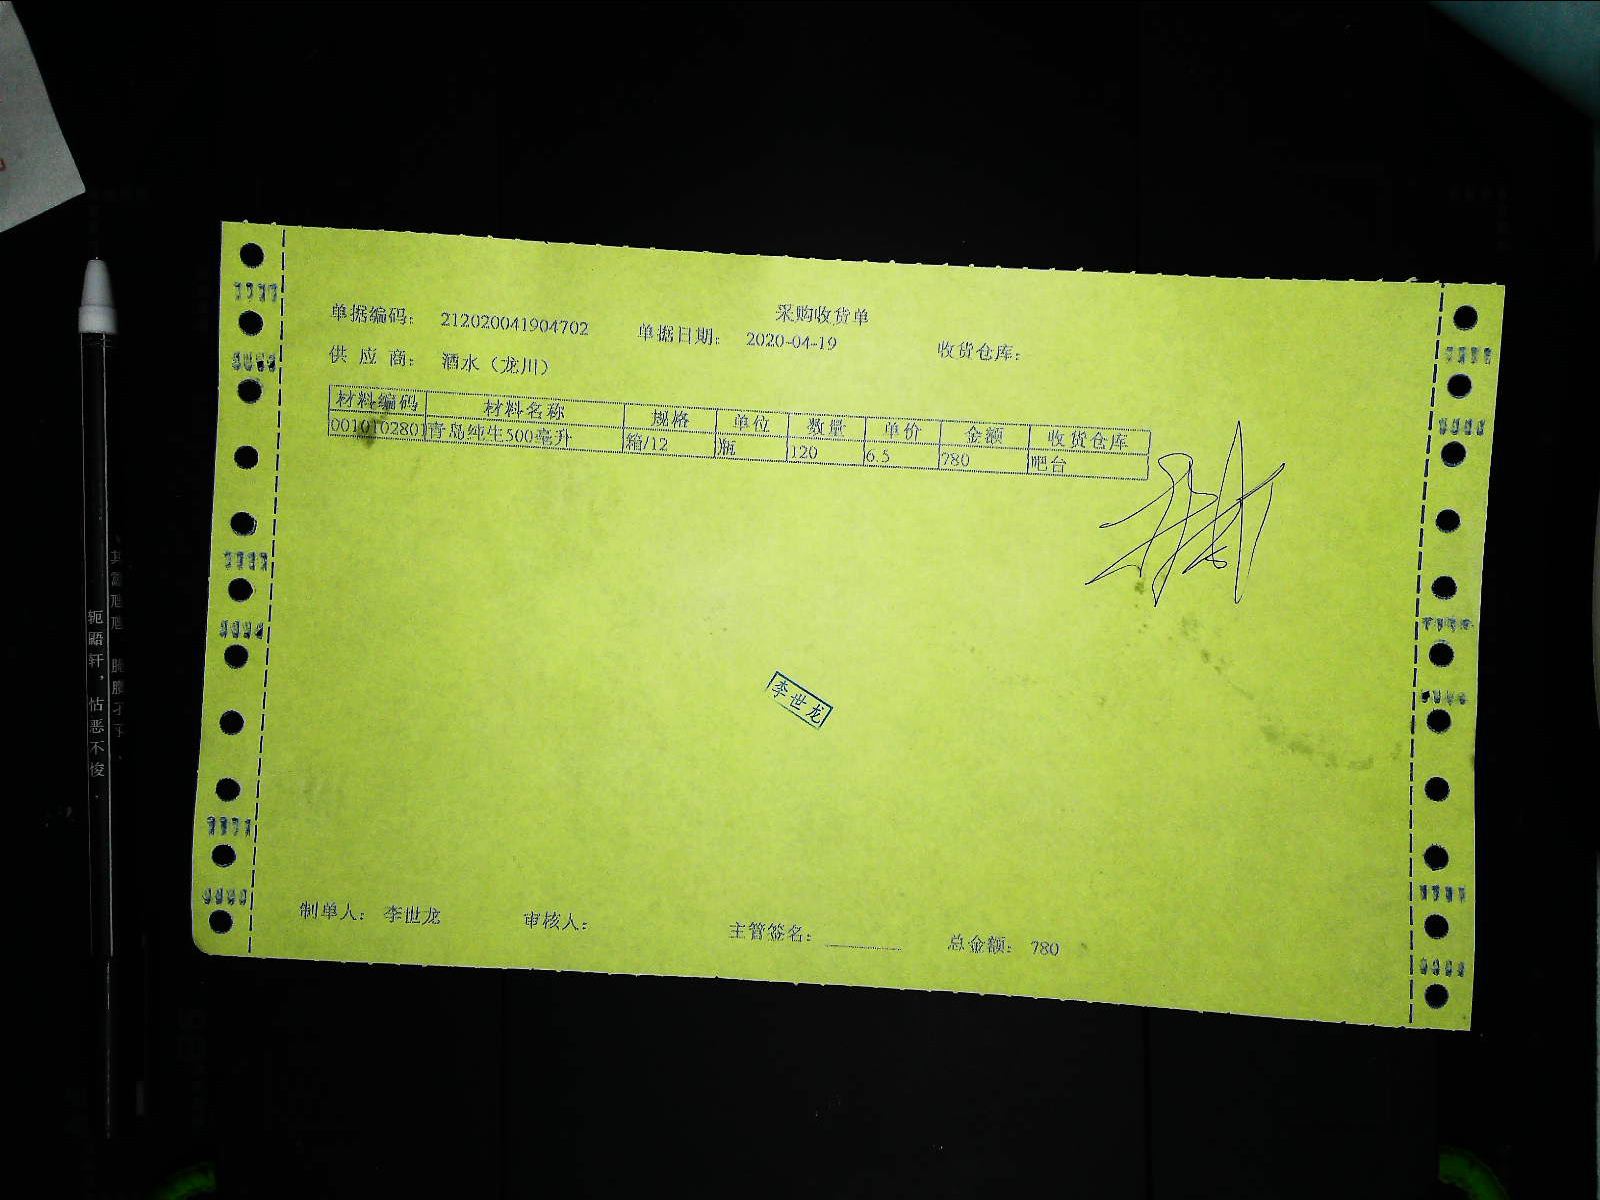 采购收货单
单据编码: 212020041904702 单据日期: 2020-04-19 收货仓库:
供 应 商: 酒水（龙川）
材料编码 材料名称 规格 单位 数量 单价 金额 收货仓库
0010102801 青岛纯生500毫升 箱/12 瓶 120 6.5 780 吧台
李世龙
制单人: 李世龙 审核人: 主管签名: 总金额: 780